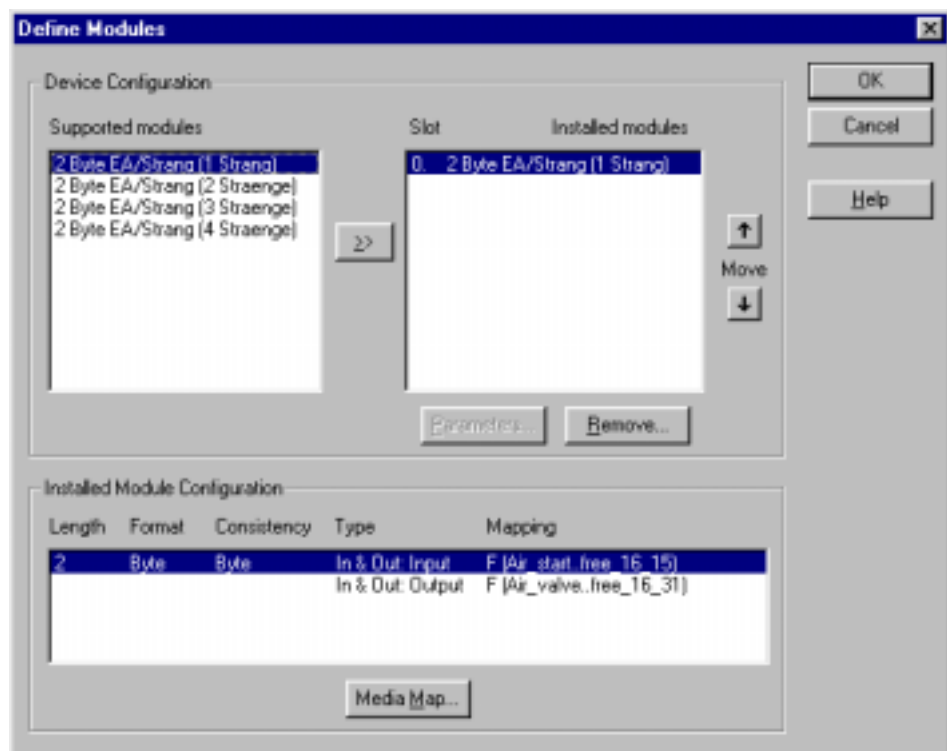 Define Modules
Device Configuration
OK
Cancel
Help
Supported modules
Slot Installed modules
2 Byte EA/Strang (1 Strang)
2 Byte EA/Strang (2 Straenge)
2 Byte EA/Strang (3 Straenge)
2 Byte EA/Strang (4 Straenge)
>>
0. 2 Byte EA/Strang (1 Strang)
Move
Parameters...
Remove...
Installed Module Configuration
Length Format Consistency Type Mapping
2 Byte Byte In & Out: Input F (Air_start..free_16_15)
In & Out: Output F (Air_valve..free_16_31)
Media Map...